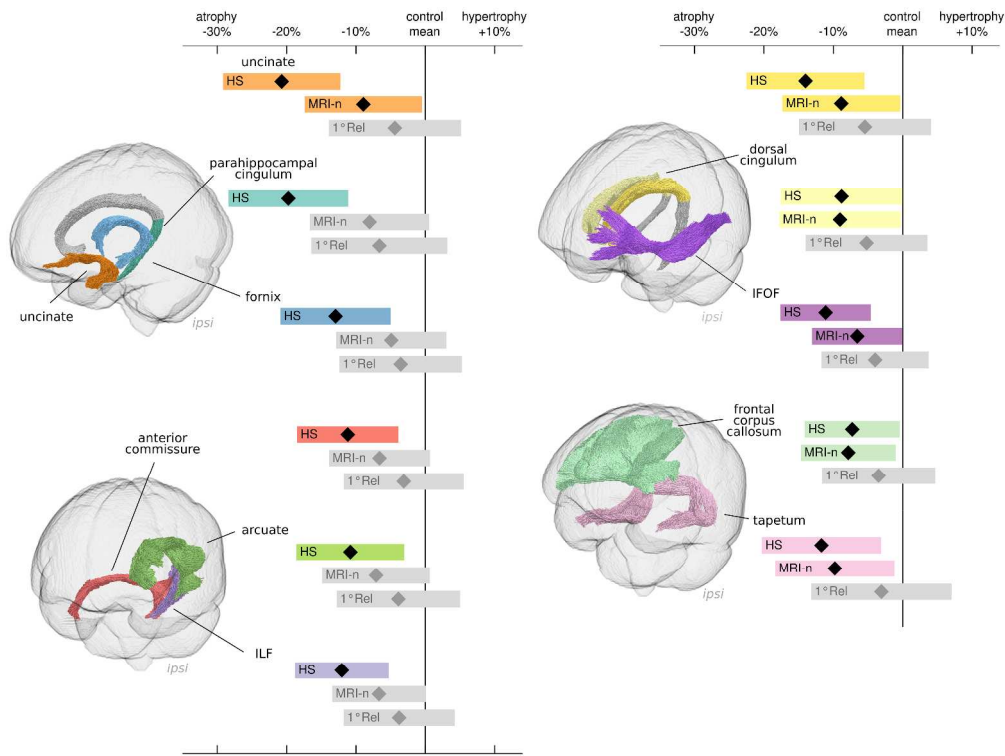 atrophy control hypertrophy
-30% -20% -10% mean +10%
uncinate
HS
MRI-n
1°Rel
parahippocampal
cingulum
HS
MRI-n
1°Rel
fornix
uncinate
ipsi
HS
MRI-n
1°Rel
anterior
commissure
HS
MRI-n
1°Rel
arcuate
HS
MRI-n
1°Rel
ILF
ipsi
HS
MRI-n
1°Rel
atrophy control hypertrophy
-30% -20% -10% mean +10%
HS
MRI-n
1°Rel
dorsal
cingulum
HS
MRI-n
1°Rel
IFOF
ipsi
HS
MRI-n
1°Rel
frontal
corpus
callosum
HS
MRI-n
1°Rel
tapetum
HS
MRI-n
1°Rel
ipsi